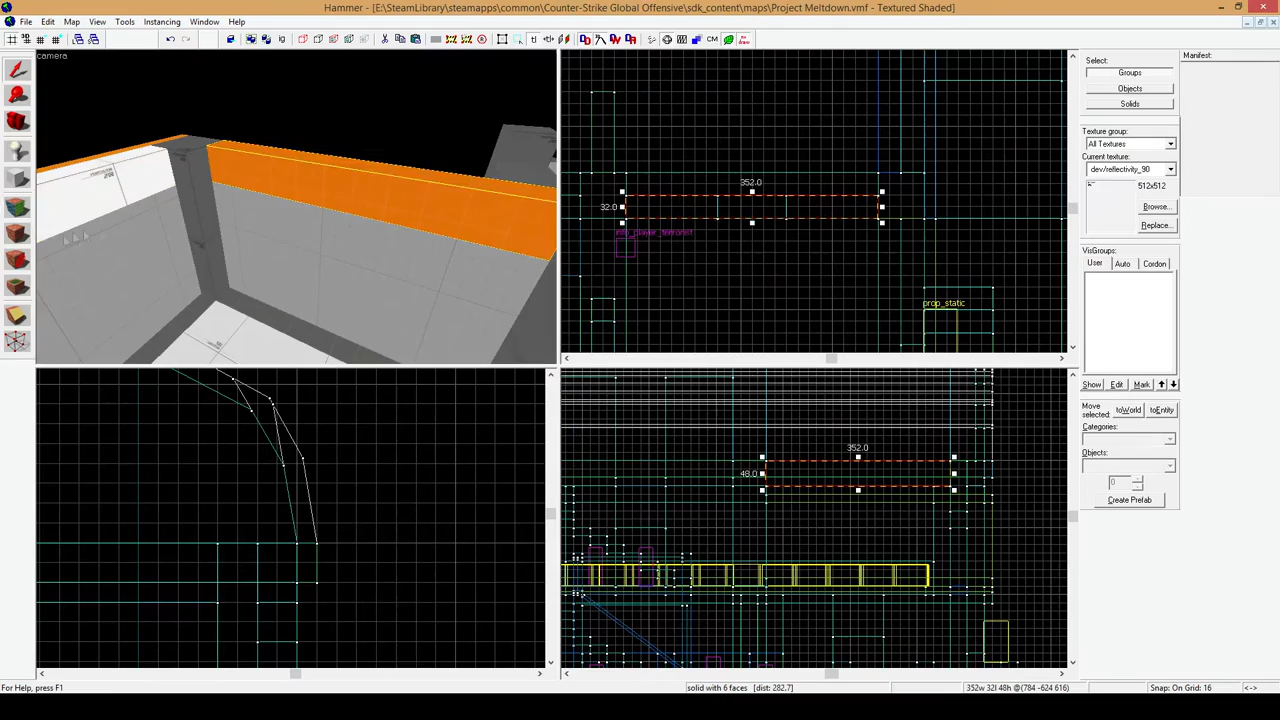 Hammer - [E:\SteamLibrary\steamapps\common\Counter-Strike Global Offensive\sdk_content\maps\Project Meltdown.vmf - Textured Shaded]
File Edit Map View Tools Instancing Window Help
CM
camera
352.0
32.0
info_player_terrorist
prop_static
352.0
48.0
Select:
Groups
Objects
Solids
Texture group:
All Textures
Current texture:
dev/reflectivity_90
512x512
Browse...
Replace...
VisGroups:
User Auto Cordon
Show Edit Mark
Move selected: toWorld toEntity
Categories:
Objects:
0
Create Prefab
Manifest:
For Help, press F1
solid with 6 faces [dist: 282.7]
352w 32l 48h @(784 -624 616)
Snap: On Grid: 16
<->